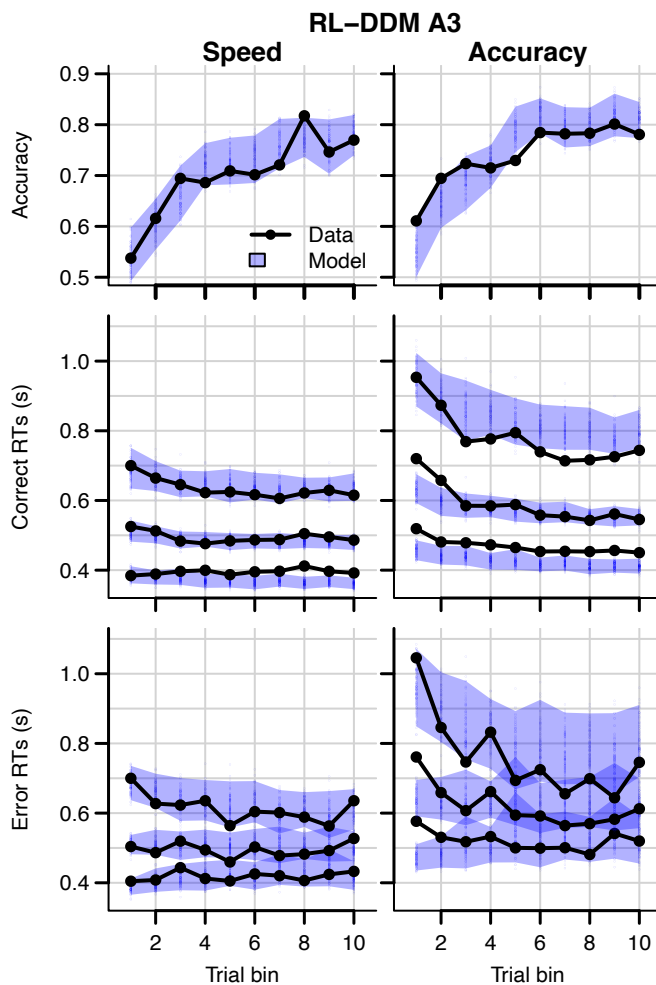 RL−DDM A3
Speed Accuracy
Accuracy
0.9
0.8
0.7
0.6
0.5
Data
Model
Correct RTs (s)
1.0
0.8
0.6
0.4
Error RTs (s)
1.0
0.8
0.6
0.4
2 4 6 8 10 2 4 6 8 10
Trial bin Trial bin